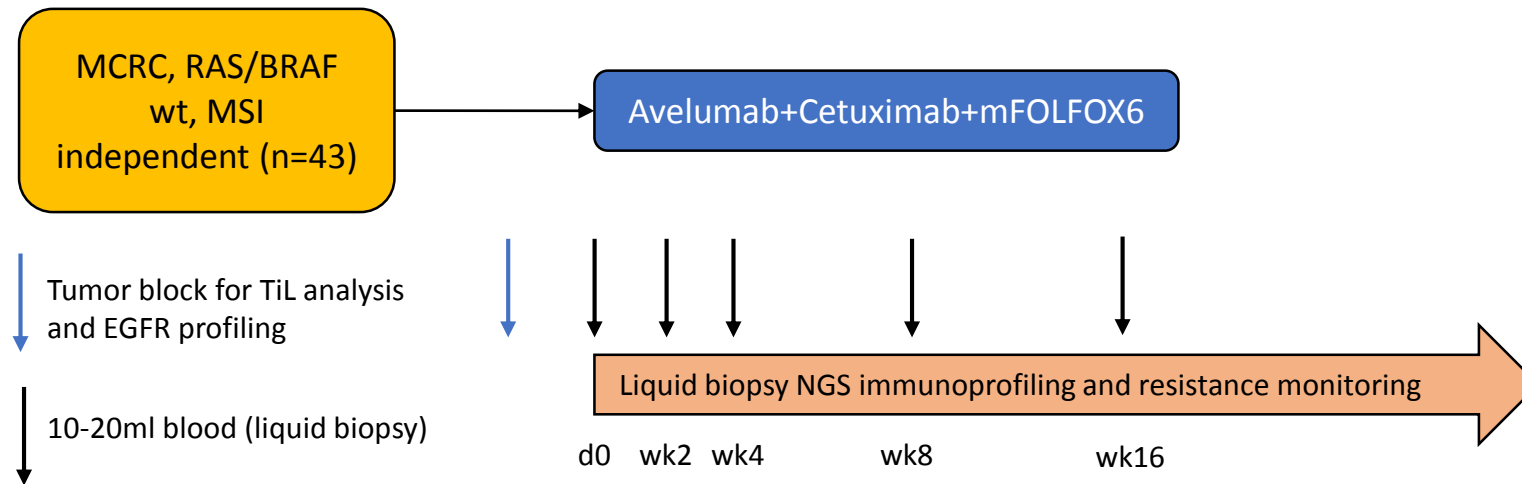 MCRC, RAS/BRAF
wt, MSI
independent (n=43)
Avelumab+Cetuximab+mFOLFOX6
Tumor block for TiL analysis
and EGFR profiling
Liquid biopsy NGS immunoprofiling and resistance monitoring
10-20ml blood (liquid biopsy)
d0 wk2 wk4 wk8 wk16